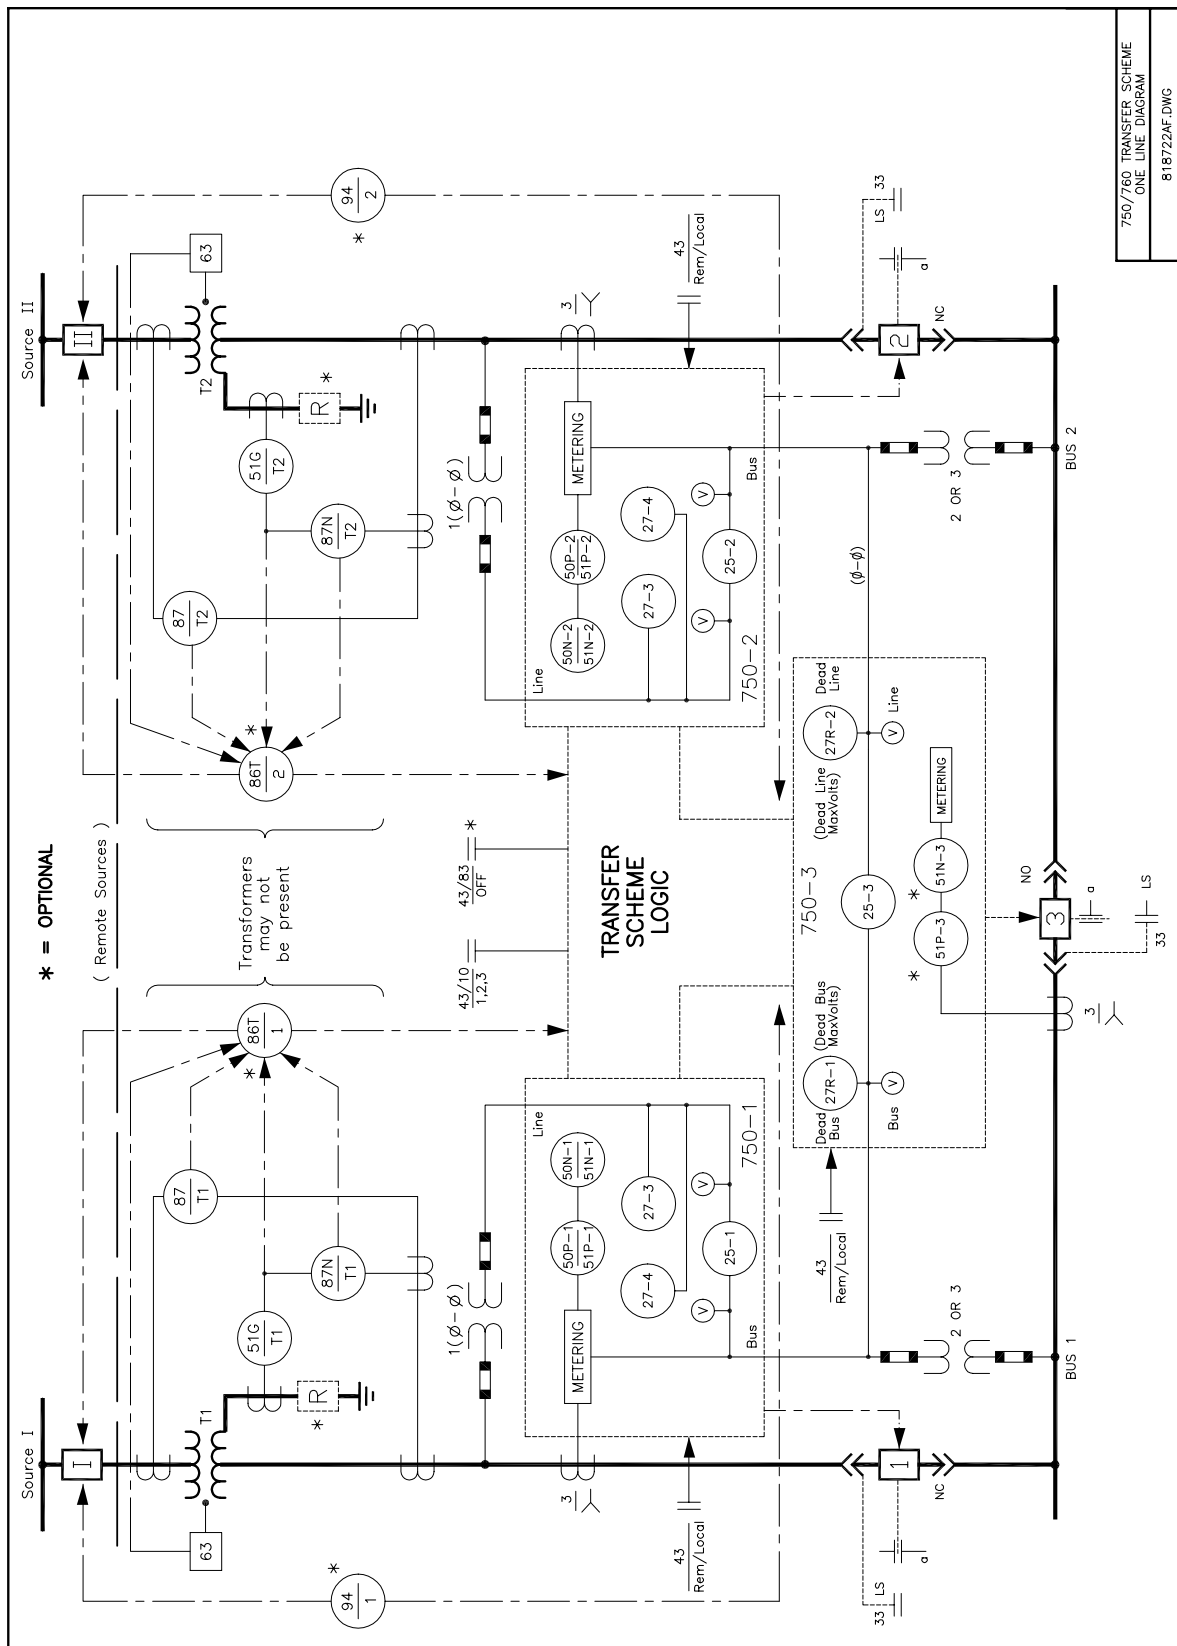 * = OPTIONAL
( Remote Sources )
Source I
I
63
T1
R
*
94
1
*
51G
T1
87N
T1
87
T1
86T
1
*
Transformers
may not
be present
Source II
II
63
T2
R
*
94
2
*
51G
T2
87N
T2
87
T2
86T
2
*
1(Ø-Ø)
3
43
Rem/Local
METERING
50P-1
51P-1
50N-1
51N-1
27-4
27-3
25-1
V
V
Line
Bus
750-1
43/10
1,2,3
43/83
OFF
*
TRANSFER
SCHEME
LOGIC
1(Ø-Ø)
3
43
Rem/Local
METERING
50P-2
51P-2
50N-2
51N-2
27-4
27-3
25-2
V
V
Line
Bus
750-2
750-3
43
Rem/Local
Dead
Bus
27R-1
(Dead Bus
MaxVolts)
V
Bus
25-3
(Dead Line
MaxVolts)
27R-2
Dead
Line
V
Line
*
51P-3
*
51N-3
METERING
(Ø-Ø)
33
LS
a
1
NC
2 OR 3
BUS 1
3
33
LS
3
a
NO
2 OR 3
BUS 2
2
NC
a
LS
33
750/760 TRANSFER SCHEME
ONE LINE DIAGRAM
818722AF.DWG